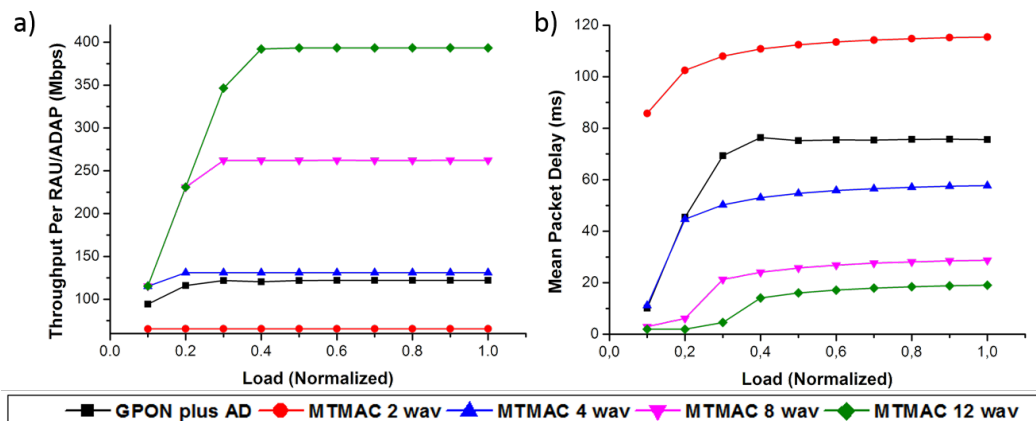 a)
Throughput Per RAU/ADAP (Mbps)
400
350
300
250
200
150
100
0.0 0.2 0.4 0.6 0.8 1.0
Load (Normalized)
b)
Mean Packet Delay (ms)
120
100
80
60
40
20
0
0,0 0,2 0,4 0,6 0,8 1,0
Load (Normalized)
GPON plus AD MTMAC 2 wav MTMAC 4 wav MTMAC 8 wav MTMAC 12 wav